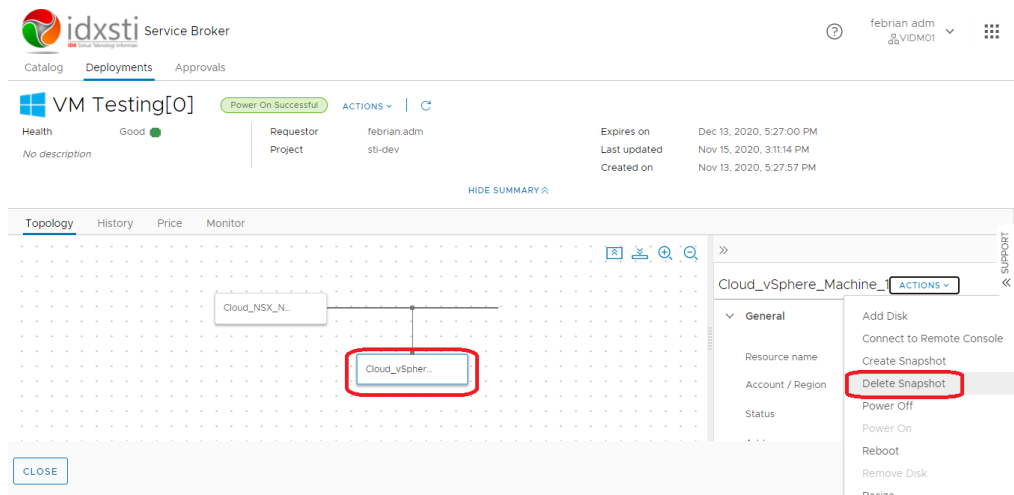 idxsti Service Broker
IDX Solusi Teknologi Informasi
febrian adm
VIDM01
Catalog Deployments Approvals
VM Testing[0] Power On Successful ACTIONS
Health Good Requestor febrian.adm Expires on Dec 13, 2020, 5:27:00 PM
No description Project sti-dev Last updated Nov 15, 2020, 3:11:14 PM
Created on Nov 13, 2020, 5:27:57 PM
HIDE SUMMARY
Topology History Price Monitor
SUPPORT
Cloud_NSX_N...
Cloud_vSpher...
Cloud_vSphere_Machine_1 ACTIONS
General
Resource name
Account / Region
Status
Add Disk
Connect to Remote Console
Create Snapshot
Delete Snapshot
Power Off
Power On
Reboot
Remove Disk
Resize
CLOSE